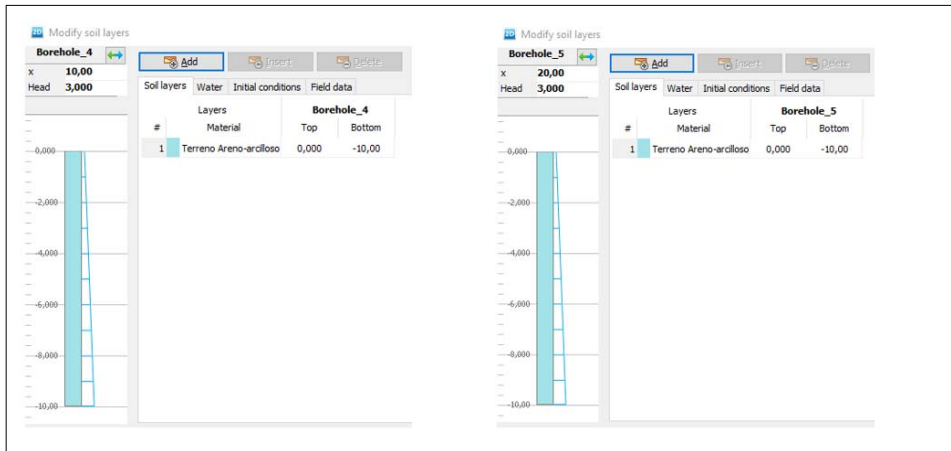 2D Modify soil layers
Borehole_4
x 10,00
Head 3,000
Add Insert Delete
Soil layers Water Initial conditions Field data
Layers Borehole_4
# Material Top Bottom
1 Terreno Areno-arcilloso 0,000 -10,00
0,000
-2,000
-4,000
-6,000
-8,000
-10,00
2D Modify soil layers
Borehole_5
x 20,00
Head 3,000
Add Insert Delete
Soil layers Water Initial conditions Field data
Layers Borehole_5
# Material Top Bottom
1 Terreno Areno-arcilloso 0,000 -10,00
0,000
-2,000
-4,000
-6,000
-8,000
-10,00